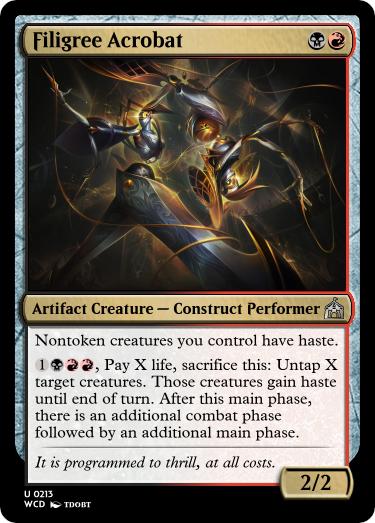 Filigree Acrobat
Artifact Creature — Construct Performer
Nontoken creatures you control have haste.
1, Pay X life, sacrifice this: Untap X
target creatures. Those creatures gain haste
until end of turn. After this main phase,
there is an additional combat phase
followed by an additional main phase.
It is programmed to thrill, at all costs.
2/2
U 0213
WCD TDOBT